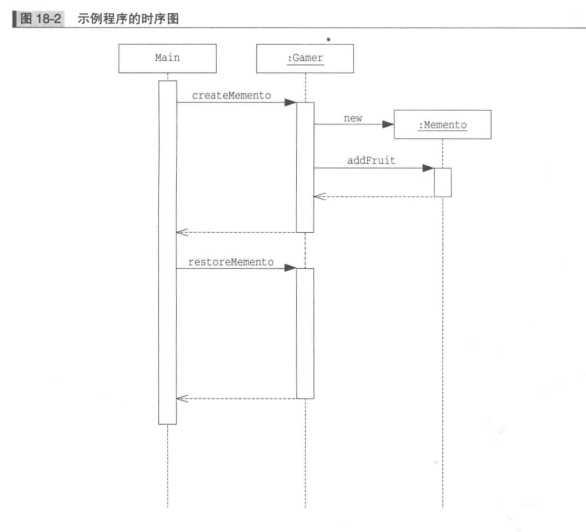 图 18-2 示例程序的时序图
Main
:Gamer
createMemento
new
:Memento
addFruit
restoreMemento